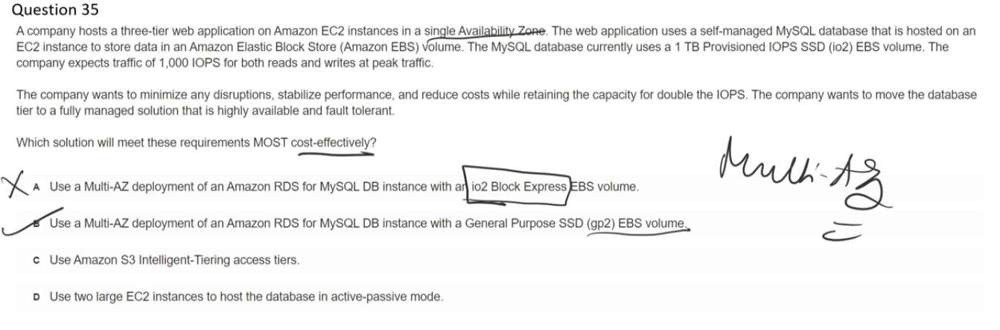 Question 35
A company hosts a three-tier web application on Amazon EC2 instances in a single Availability Zone. The web application uses a self-managed MySQL database that is hosted on an
EC2 instance to store data in an Amazon Elastic Block Store (Amazon EBS) volume. The MySQL database currently uses a 1 TB Provisioned IOPS SSD (io2) EBS volume. The
company expects traffic of 1,000 IOPS for both reads and writes at peak traffic.
The company wants to minimize any disruptions, stabilize performance, and reduce costs while retaining the capacity for double the IOPS. The company wants to move the database
tier to a fully managed solution that is highly available and fault tolerant.
Which solution will meet these requirements MOST cost-effectively?
Multi-AZ
A Use a Multi-AZ deployment of an Amazon RDS for MySQL DB instance with an io2 Block Express EBS volume.
B Use a Multi-AZ deployment of an Amazon RDS for MySQL DB instance with a General Purpose SSD (gp2) EBS volume.
C Use Amazon S3 Intelligent-Tiering access tiers.
D Use two large EC2 instances to host the database in active-passive mode.